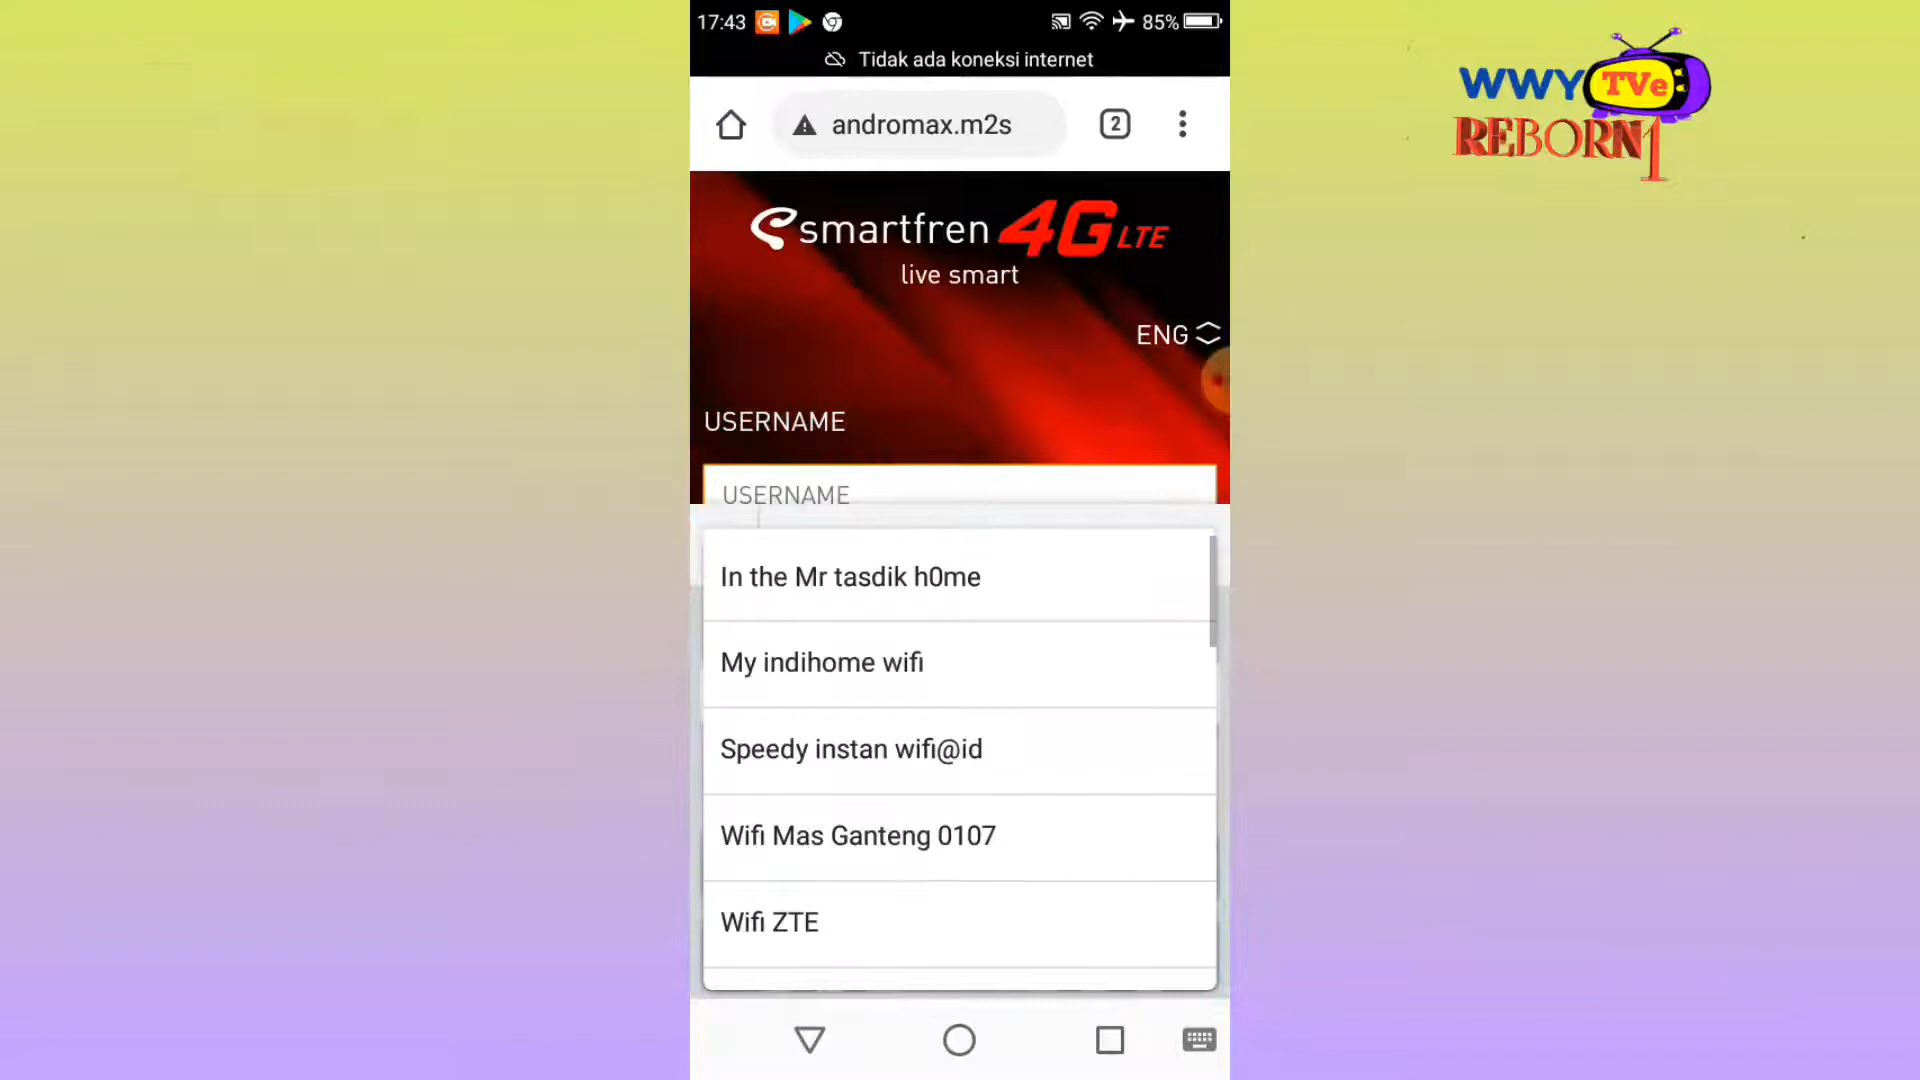 17:43
85%
Tidak ada koneksi internet
andromax.m2s
2
WWY TVe
REBORN1
smartfren 4G LTE
live smart
ENG
USERNAME
USERNAME
In the Mr tasdik h0me
My indihome wifi
Speedy instan wifi@id
Wifi Mas Ganteng 0107
Wifi ZTE